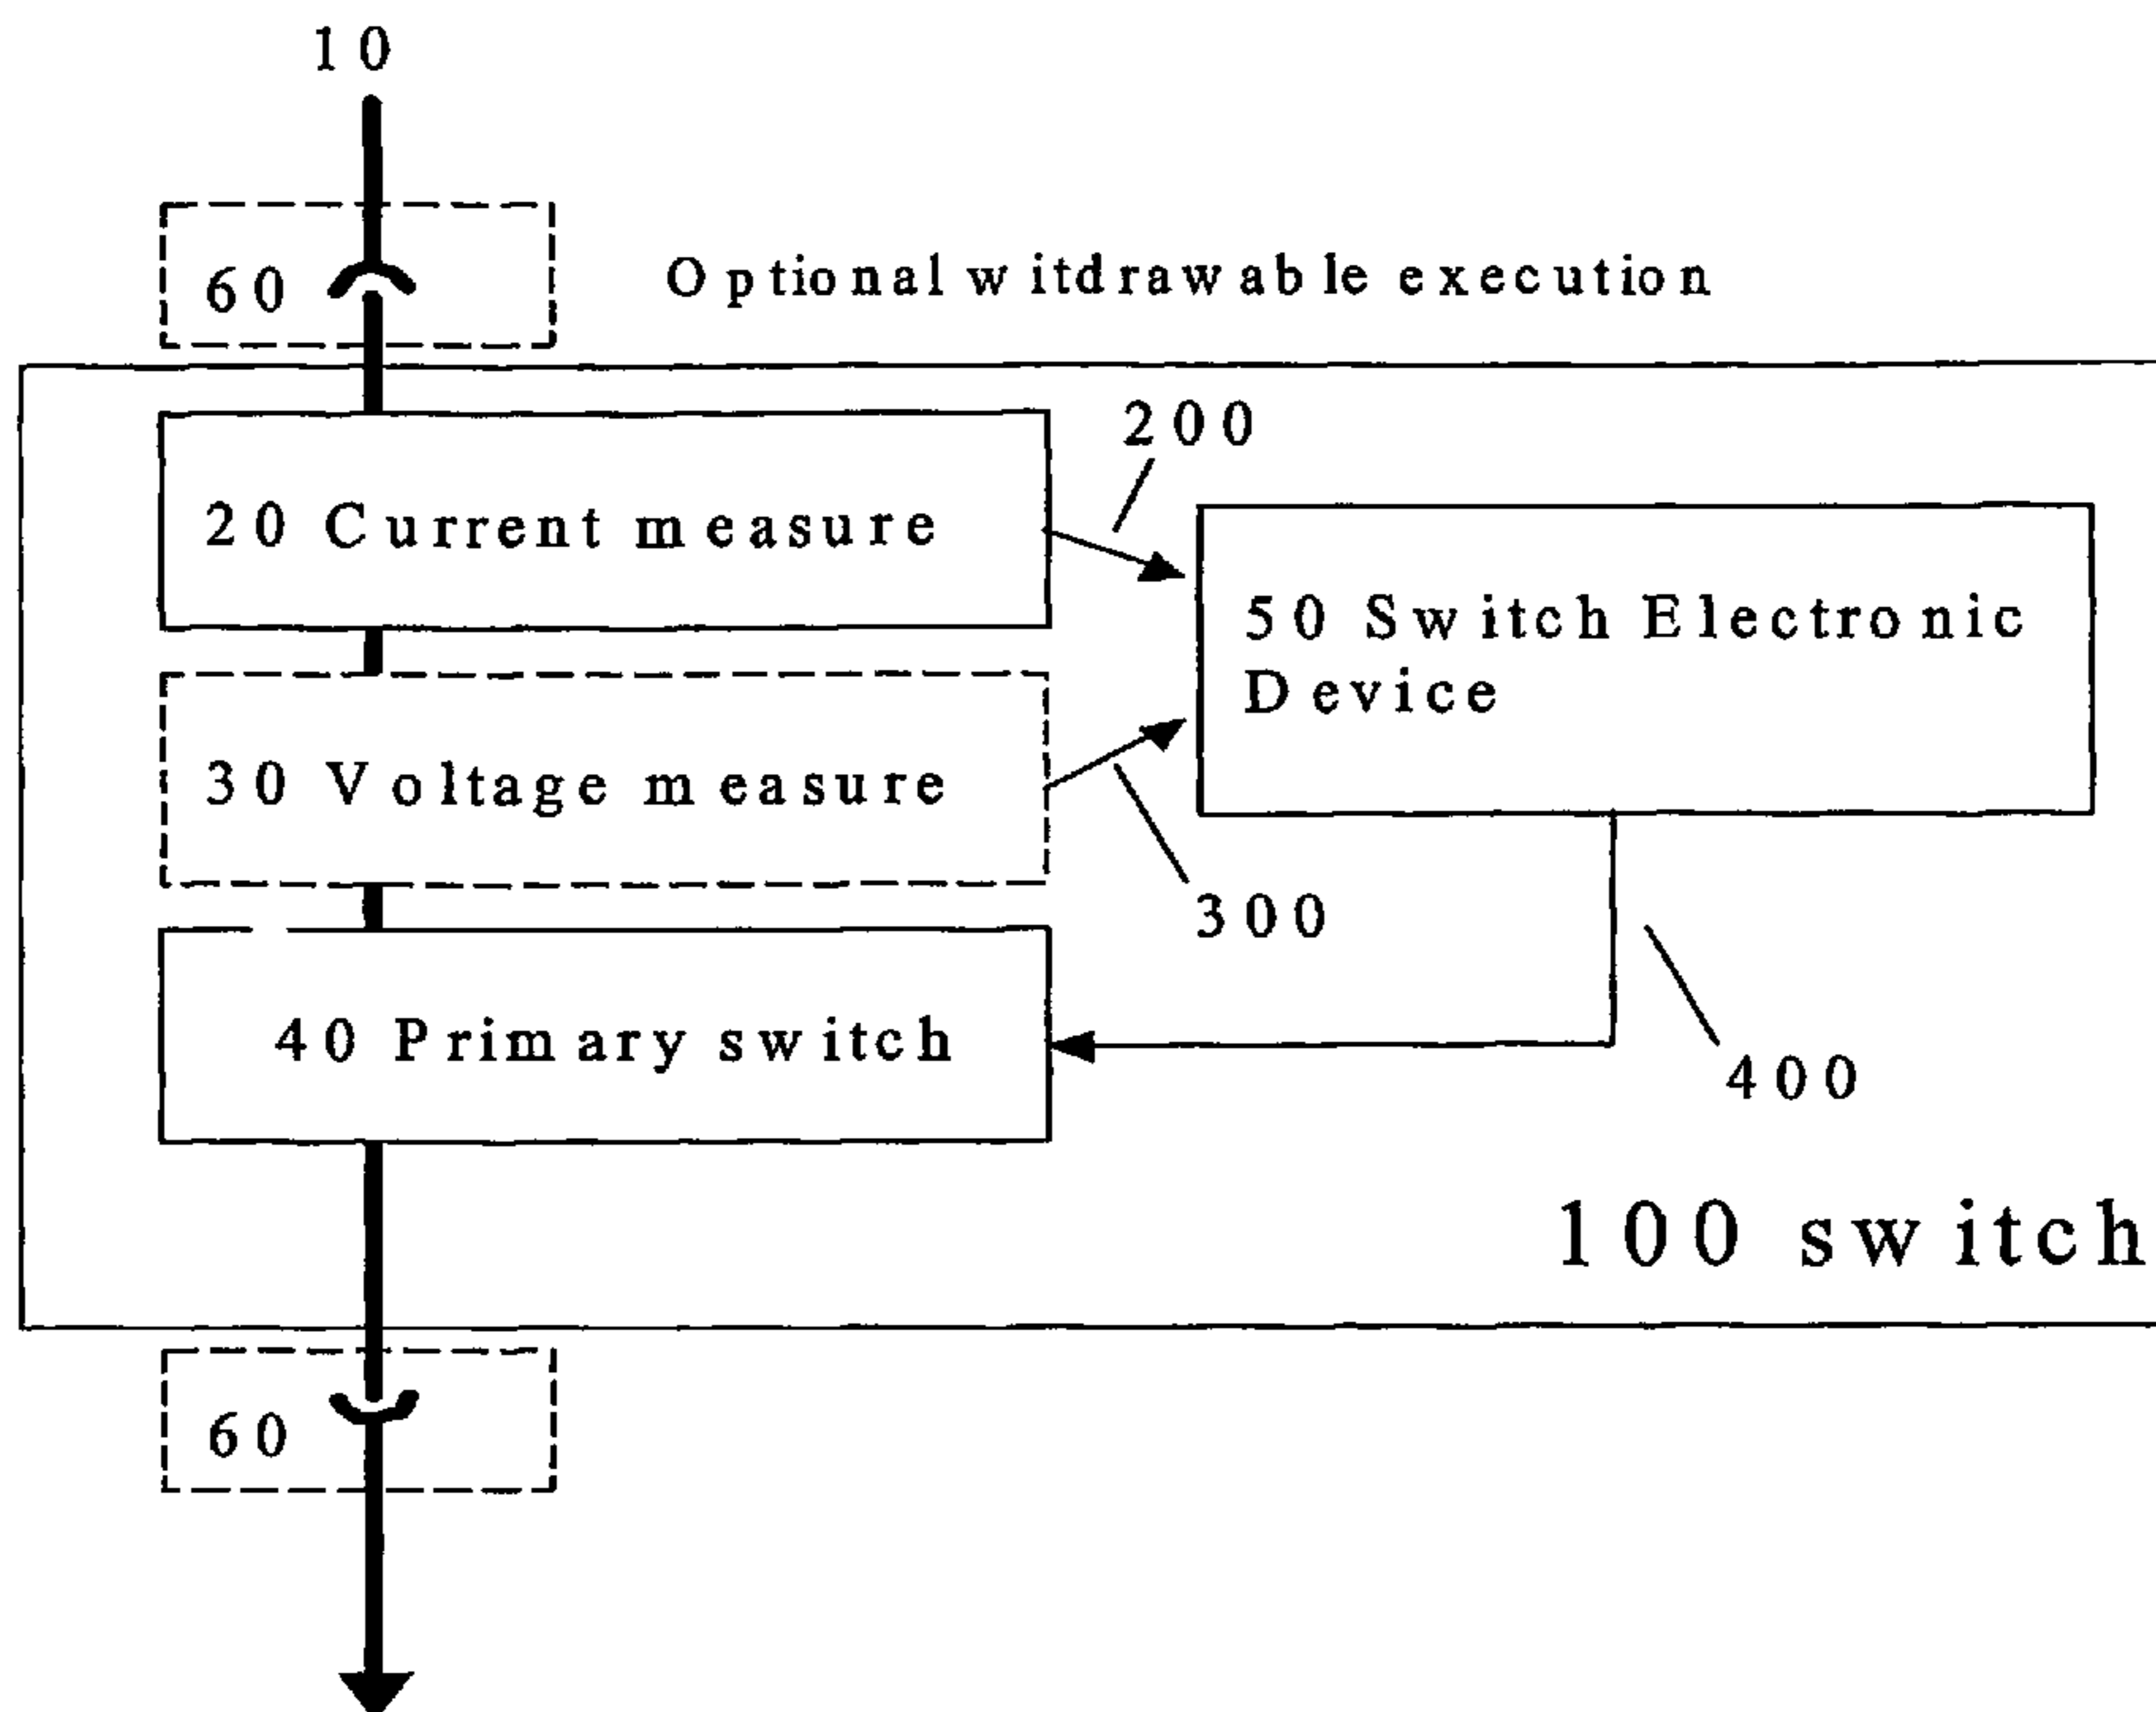 10
60
Optional witdrawable execution
200
20 Current measure
50 Switch Electronic
Device
30 Voltage measure
300
40 Primary switch
400
100 switch
60